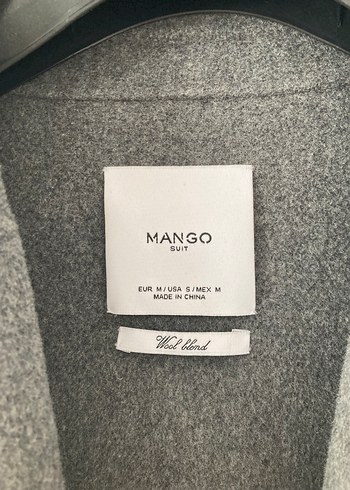 MANGO
SUIT
EUR M / USA S / MEX M
MADE IN CHINA
Wool blend